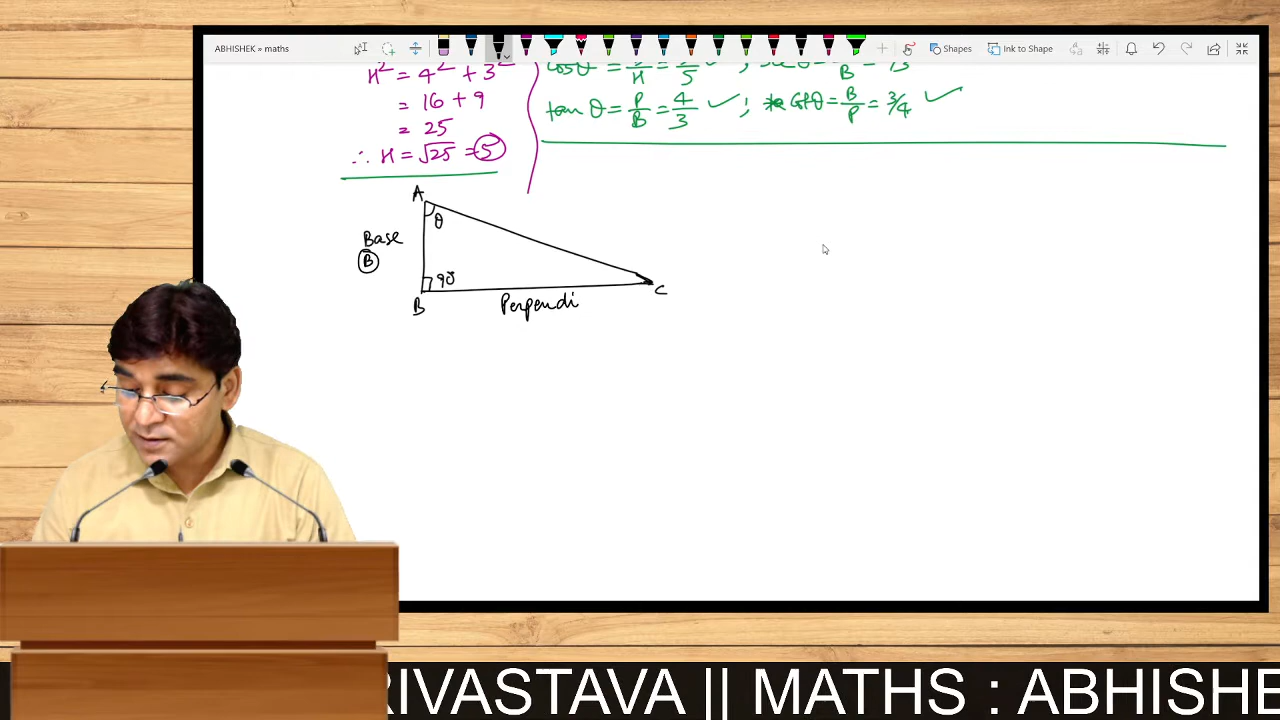 ABHISHEK » maths
Shapes
Ink to Shape
H² = 4² + 3²
= 16 + 9
= 25
∴ H = √25 = 5
tan θ = P/B = 4/3 ✓ ; cot θ = B/P = 3/4 ✓
A
θ
Base
B
90°
B
C
Perpendi
RIVASTAVA || MATHS : ABHISHE